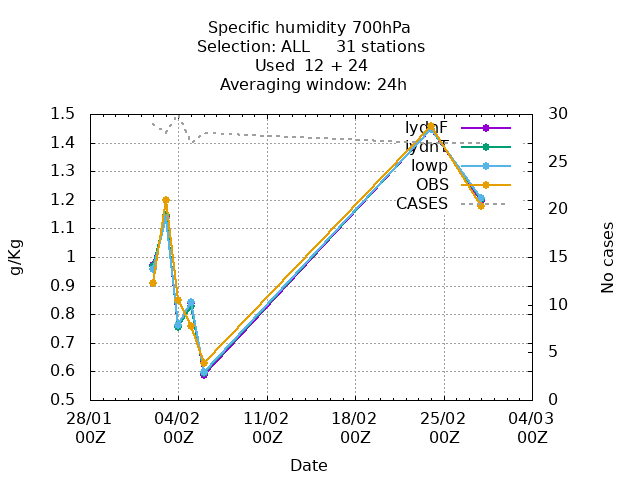 Specific humidity 700hPa
Selection: ALL 31 stations
Used 12 + 24
Averaging window: 24h
1.5
1.4
1.3
1.2
1.1
1
0.9
0.8
0.7
0.6
0.5
g/Kg
30
25
20
15
10
5
0
No cases
lydnF
lydnT
lowp
OBS
CASES
28/01 04/02 11/02 18/02 25/02 04/03
00Z 00Z 00Z 00Z 00Z 00Z
Date